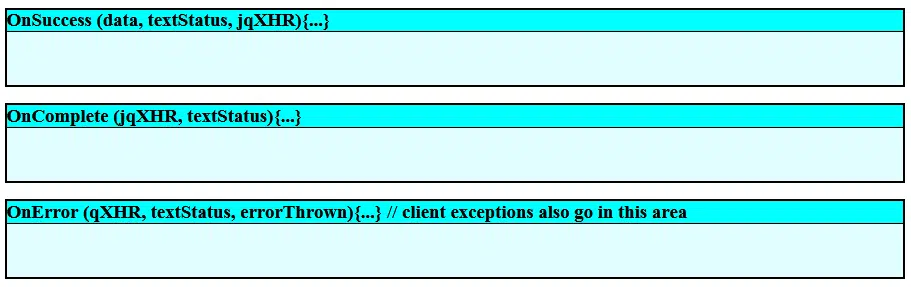 OnSuccess (data, textStatus, jqXHR){...}
OnComplete (jqXHR, textStatus){...}
OnError (qXHR, textStatus, errorThrown){...} // client exceptions also go in this area